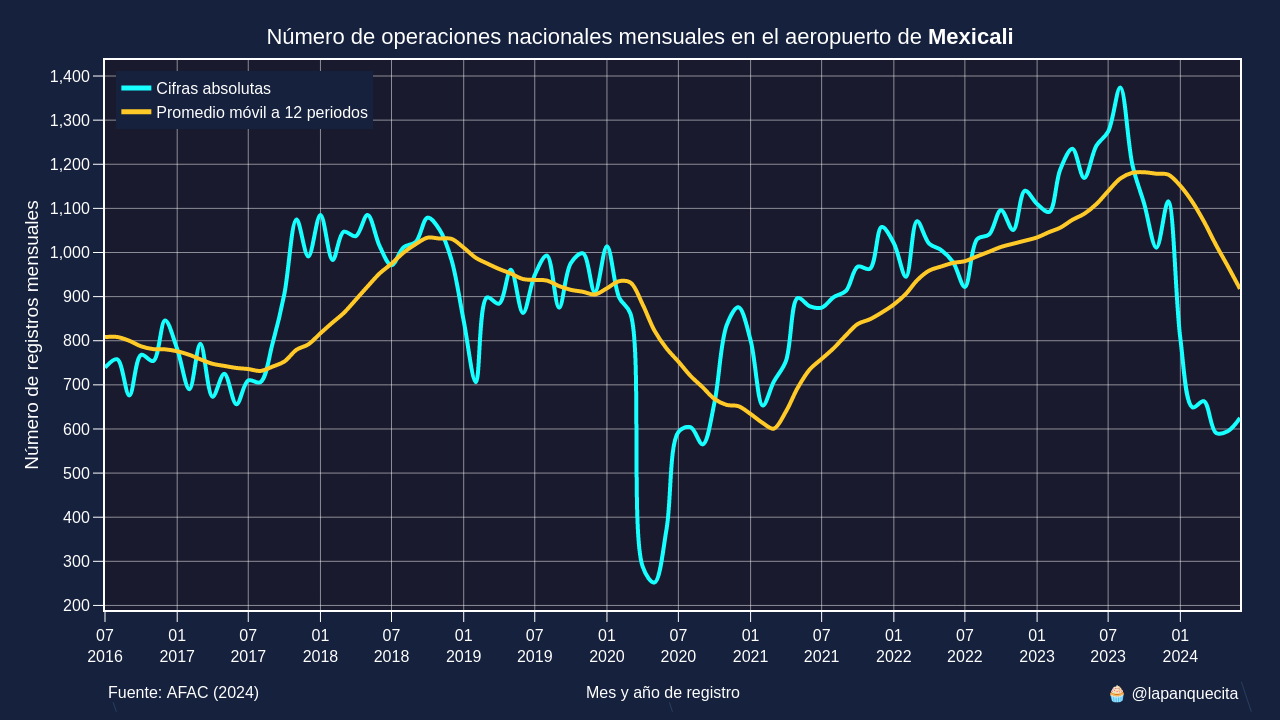 Número de operaciones nacionales mensuales en el aeropuerto de Mexicali
Cifras absolutas
Promedio móvil a 12 periodos
Número de registros mensuales
1,400
1,300
1,200
1,100
1,000
900
800
700
600
500
400
300
200
07 01 07 01 07 01 07 01 07 01 07 01 07 01 07 01
2016 2017 2017 2018 2018 2019 2019 2020 2020 2021 2021 2022 2022 2023 2023 2024
Fuente: AFAC (2024)
Mes y año de registro
🧁 @lapanquecita